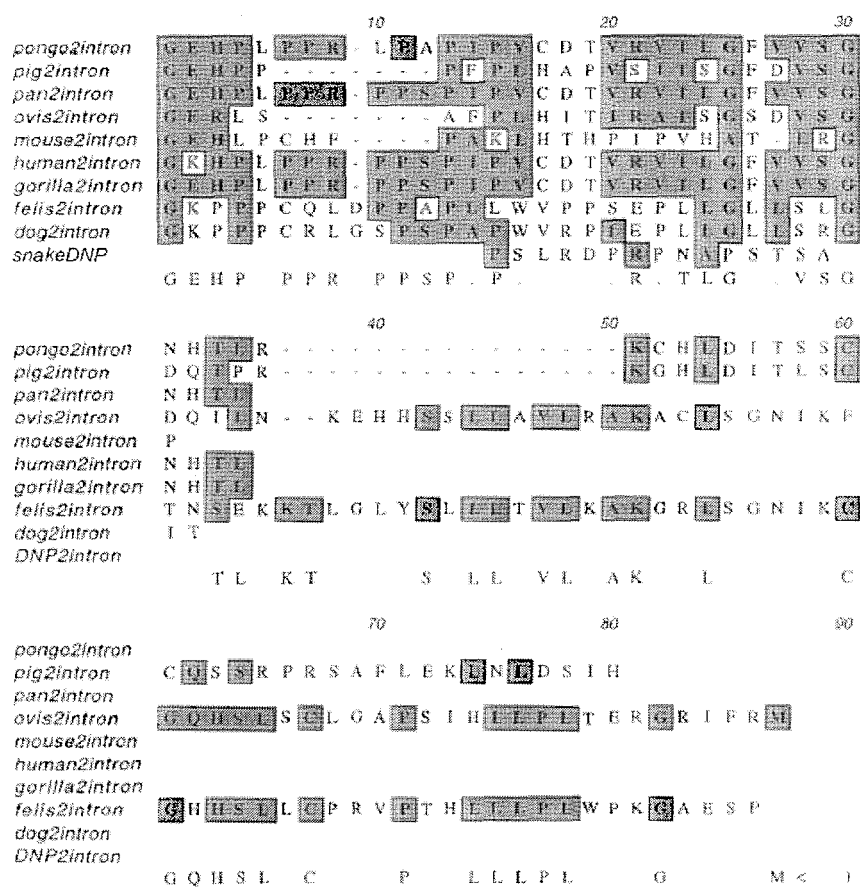 10 20 30
pongo2intron G E H P L P P R - L P A P I P V C D T V R V T L G F V V S G
pig2intron G E H P P - - - - - - - P F P L H A P V S I I S G F D V S G
pan2intron G E H P L P P R - P P S P I P V C D T V R V T L G F V V S G
ovis2intron G E R L S - - - - - - - A F P L H I T I R A L S G S D V S G
mouse2intron G E H L P C H F - - - - P A K L H T H P I P V H A T - L R G
human2intron G K H P L P P R - P P S P I P V C D T V R V T L G F V V S G
gorilla2intron G E H P L P P R - P P S P I P V C D T V R V T L G F V V S G
felis2intron G K P P P C Q L D P P A P L L W V P P S E P L L G L L S L G
dog2intron G K P P P C R L G S P S P A P W V R P T E P L L G L L S R G
snakeDNP P S L R D P R P N A P S T S A
G E H P P P R P P S P . P . R . T L G . V S G
40 50 60
pongo2intron N H T L R - - - - - - - - - - - - - - - K C H L D I T S S C
pig2intron D Q T P R - - - - - - - - - - - - - - - K G H L D I T L S C
pan2intron N H T L
ovis2intron D Q I L N - - K E H H S S L L A V L R A K A C L S G N I K F
mouse2intron P
human2intron N H T L
gorilla2intron N H T L
felis2intron T N S E K K T L G L Y S L L L T V L K A K G R L S G N I K C
dog2intron I T
DNP2intron
T L K T S L L V L A K L C
70 80 90
pongo2intron
pig2intron C Q S S R P R S A F L E K L N L D S I H
pan2intron
ovis2intron G Q H S L S C L G A P S I H L L P L T E R G R I F R M
mouse2intron
human2intron
gorilla2intron
felis2intron G H H S L L C P R V P T H L L L P L W P K G A E S P
dog2intron
DNP2intron
G Q H S L C P L L L P L G M < )